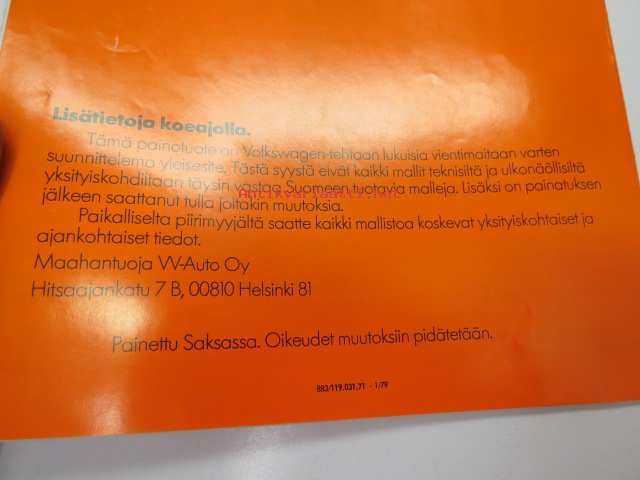 Lisätietoja koeajolla.
Tämä painatuote on Volkswagen-tehtaan lukuisia vientimaitaan varten
suunnittelema yleisesite. Tästä syystä eivät kaikki mallit teknisiltä ja ulkonäöllisiltä
yksityiskohdiltaan täysin vastaa Suomeen tuotavia malleja. Lisäksi on painatuksen
jälkeen saattanut tulla joitakin muutoksia.
Paikalliselta piirimyyjältä saatte kaikki mallistoa koskevat yksityiskohtaiset ja
ajankohtaiset tiedot.
Maahantuoja VV-Auto Oy
Hitsaajankatu 7 B, 00810 Helsinki 81
Painettu Saksassa. Oikeudet muutoksiin pidätetään.
883/119.031.71 - 1/79